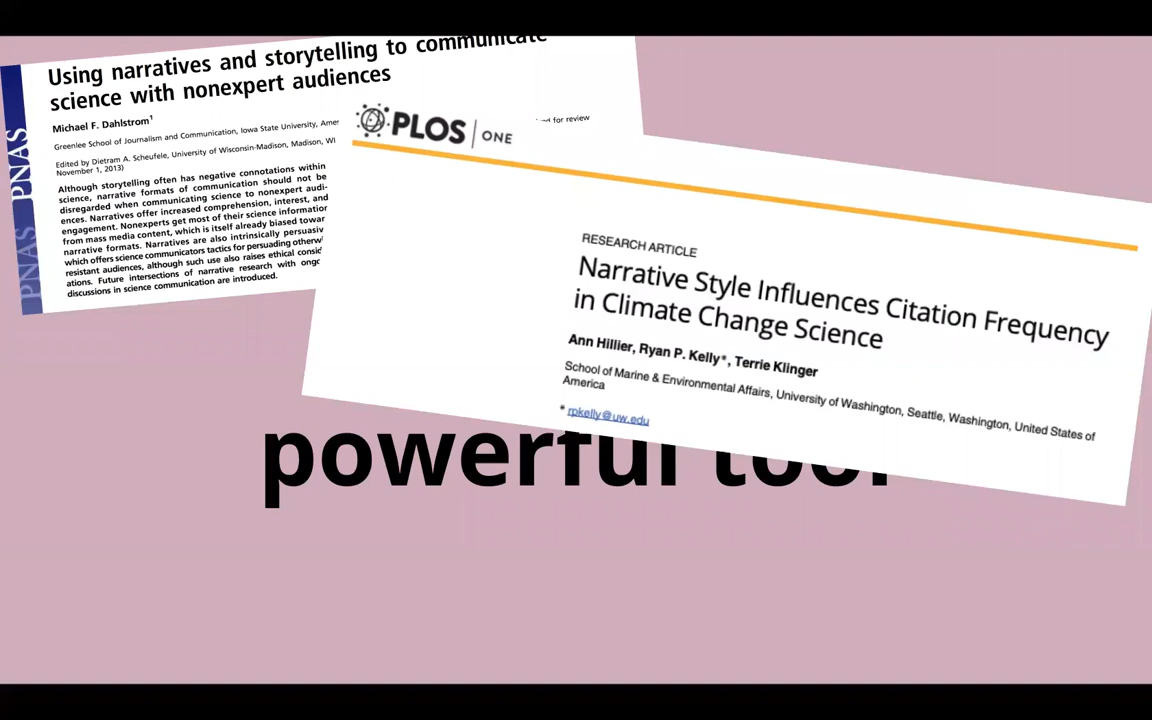 Using narratives and storytelling to communicate
science with nonexpert audiences
Michael F. Dahlstrom1
Greenlee School of Journalism and Communication, Iowa State University,
Edited by Dietram A. Scheufele, University of Wisconsin-Madison, Madison, WI
for review
November 1, 2013)
Although storytelling often has negative connotations within
science, narrative formats of communication should not be
disregarded when communicating science to nonexpert audi-
ences. Narratives offer increased comprehension, interest, and
engagement. Nonexperts get most of their science
from mass media content, which is itself already biased
narrative formats. Narratives are also intrinsically
which offers science communicators tactics for persuading
resistant audiences, although such use also raises ethical
ations. Future intersections of narrative research with
discussions in science communication are introduced.
PNAS
PNAS
PLOS | ONE
RESEARCH ARTICLE
Narrative Style Influences Citation Frequency
in Climate Change Science
Ann Hillier, Ryan P. Kelly*, Terrie Klinger
School of Marine & Environmental Affairs, University of Washington, Seattle, Washington, United States of
America
* rpkelly@uw.edu
powerful tool